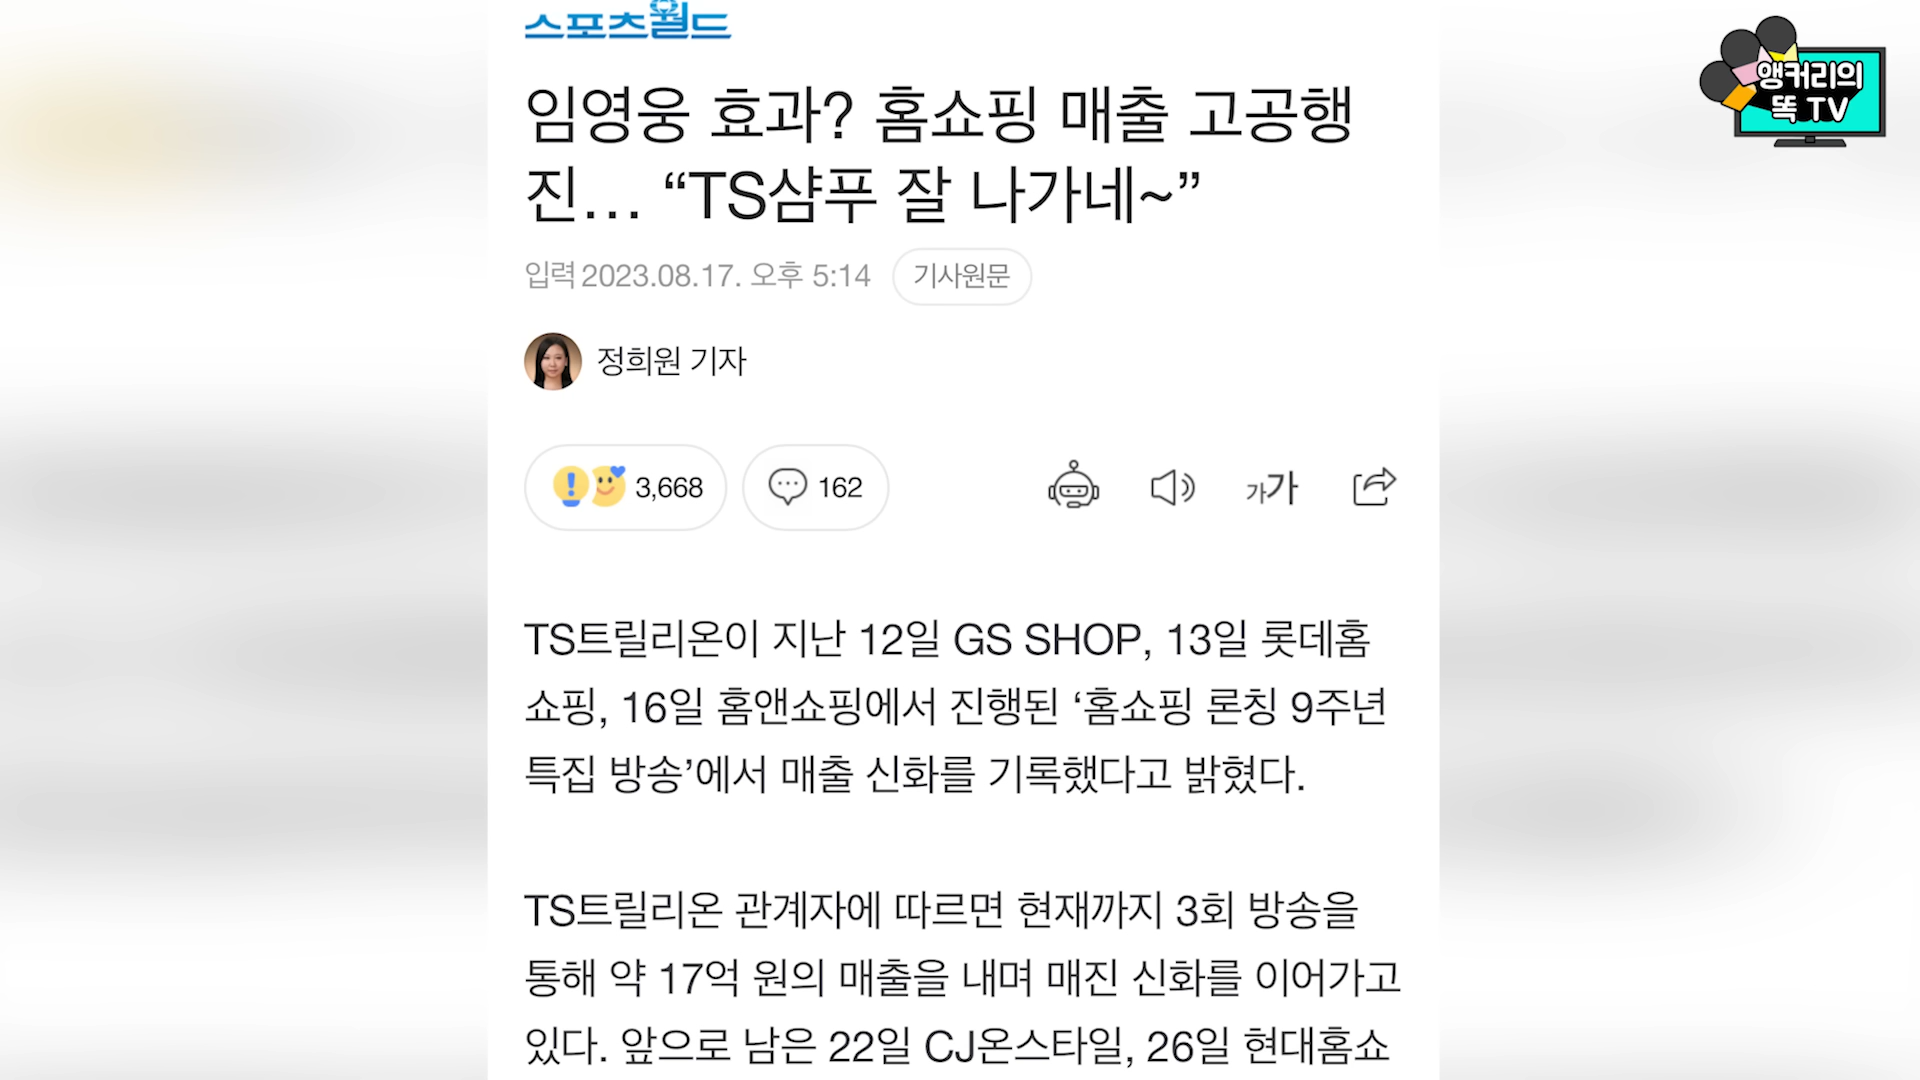 스포츠월드
앵커리의
똑 TV
임영웅 효과? 홈쇼핑 매출 고공행
진… “TS샴푸 잘 나가네~”
입력 2023.08.17. 오후 5:14 기사원문
정희원 기자
3,668 162 가가
TS트릴리온이 지난 12일 GS SHOP, 13일 롯데홈
쇼핑, 16일 홈앤쇼핑에서 진행된 ‘홈쇼핑 론칭 9주년
특집 방송’에서 매출 신화를 기록했다고 밝혔다.
TS트릴리온 관계자에 따르면 현재까지 3회 방송을
통해 약 17억 원의 매출을 내며 매진 신화를 이어가고
있다. 앞으로 남은 22일 CJ온스타일, 26일 현대홈쇼